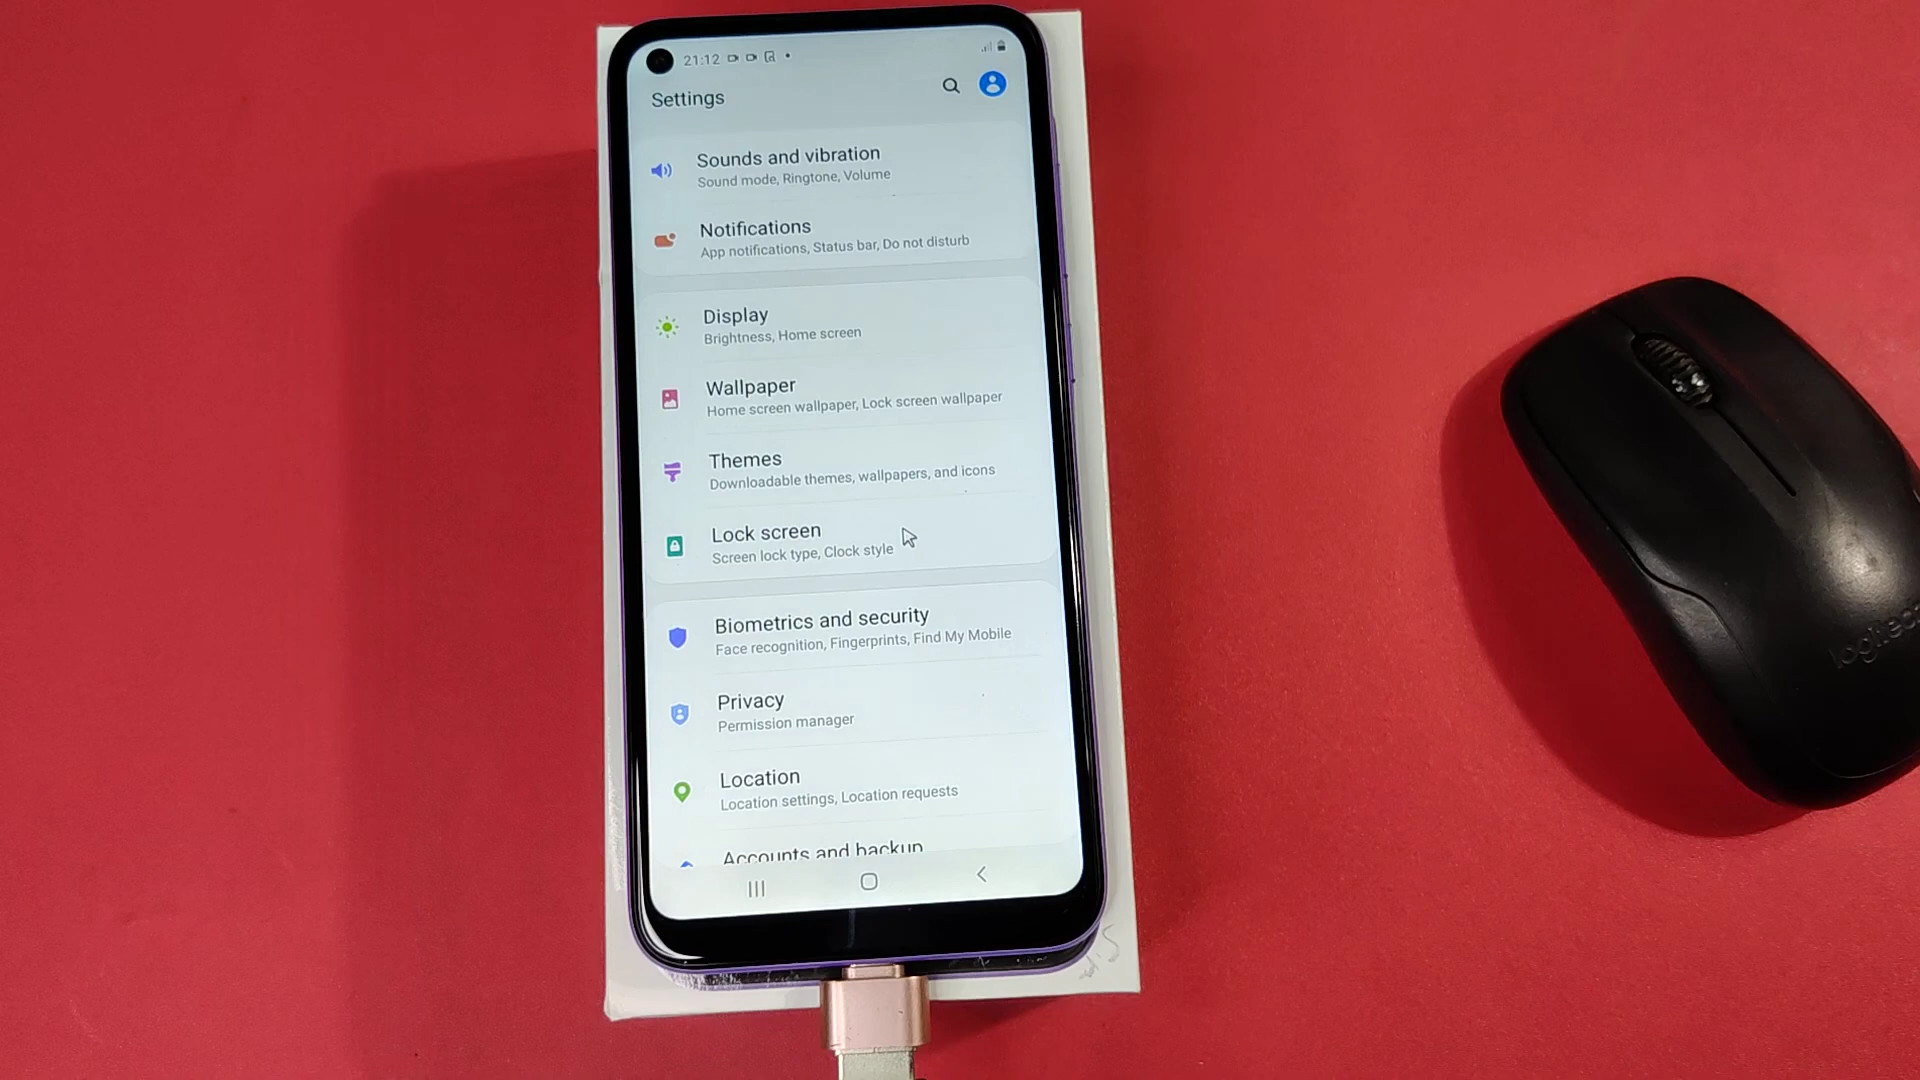 21:12
Settings
Sounds and vibration
Sound mode, Ringtone, Volume
Notifications
App notifications, Status bar, Do not disturb
Display
Brightness, Home screen
Wallpaper
Home screen wallpaper, Lock screen wallpaper
Themes
Downloadable themes, wallpapers, and icons
Lock screen
Screen lock type, Clock style
Biometrics and security
Face recognition, Fingerprints, Find My Mobile
Privacy
Permission manager
Location
Location settings, Location requests
Accounts and backup
logitech